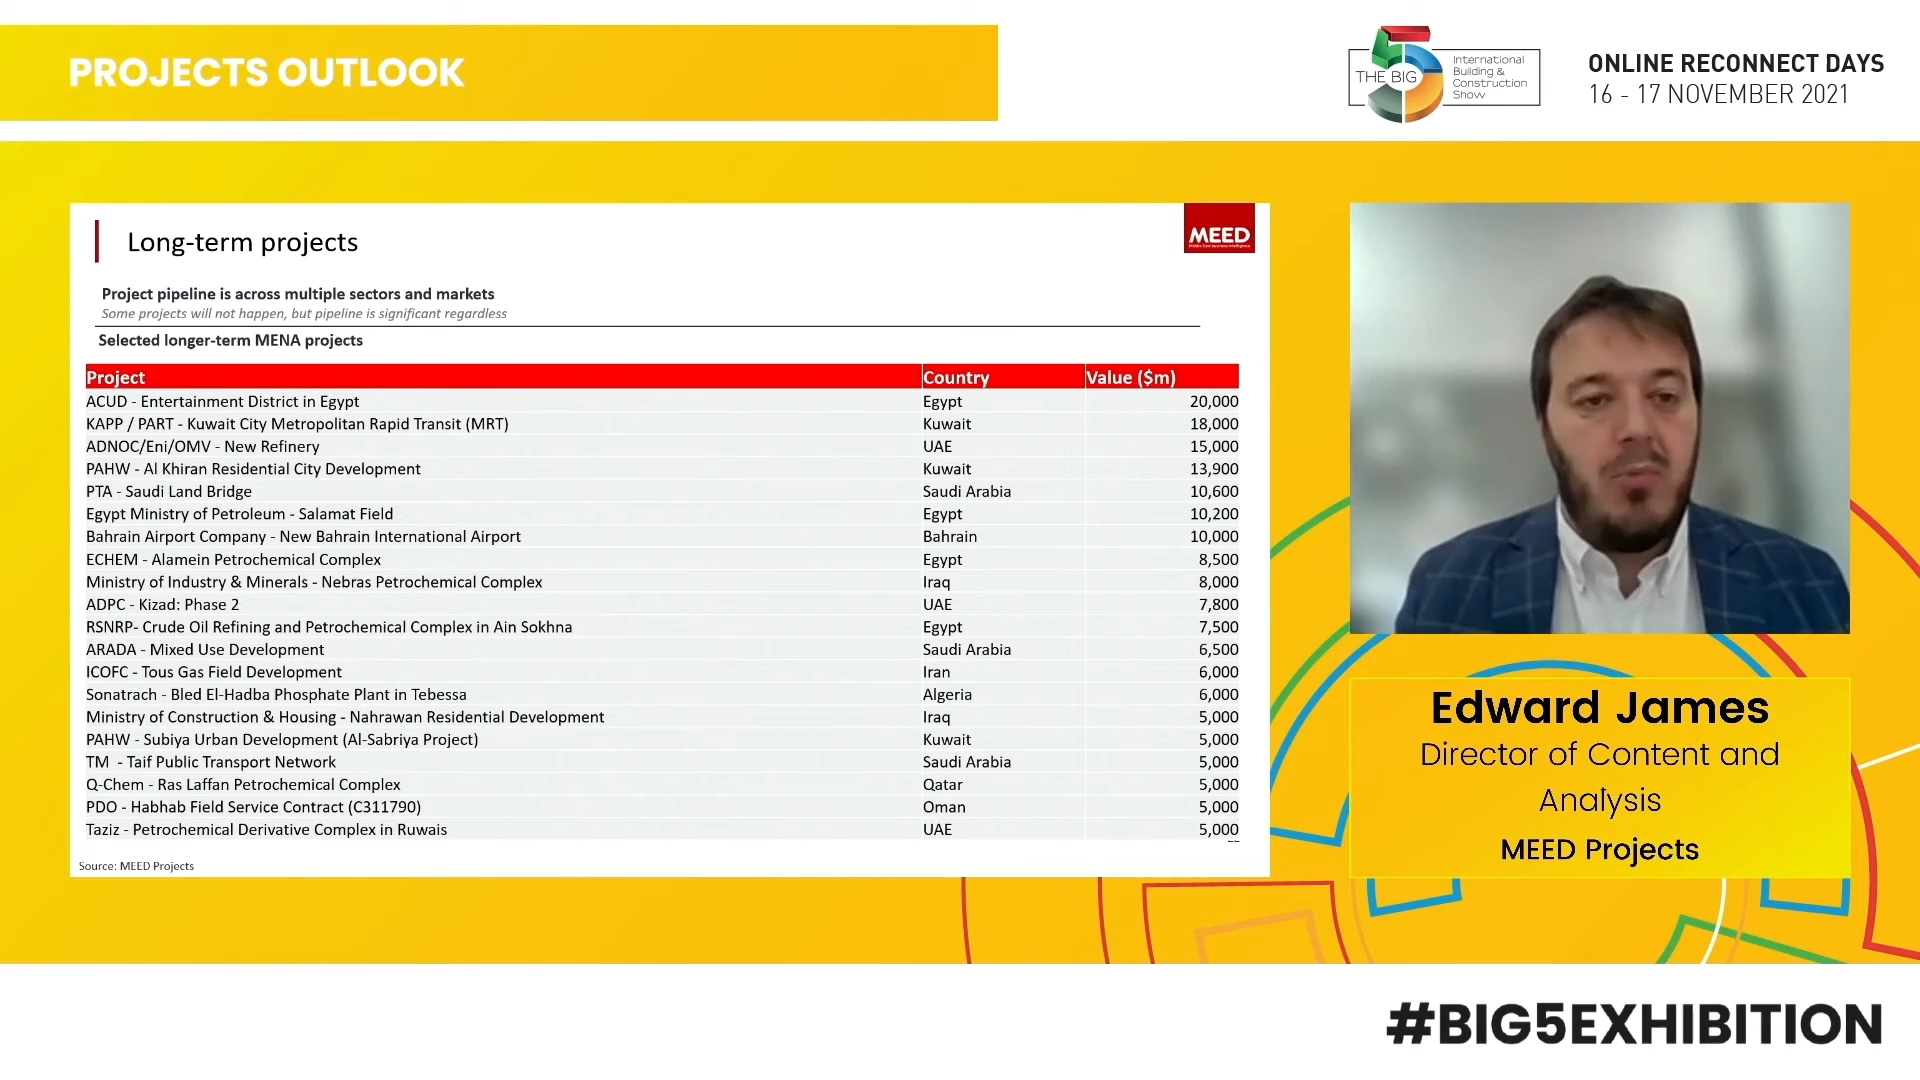 PROJECTS OUTLOOK
THE BIG 5
International
Building &
Construction
Show
ONLINE RECONNECT DAYS
16 - 17 NOVEMBER 2021
Long-term projects
MEED
Middle East business intelligence
Project pipeline is across multiple sectors and markets
Some projects will not happen, but pipeline is significant regardless
Selected longer-term MENA projects
Project Country Value ($m)
ACUD - Entertainment District in Egypt Egypt 20,000
KAPP / PART - Kuwait City Metropolitan Rapid Transit (MRT) Kuwait 18,000
ADNOC/Eni/OMV - New Refinery UAE 15,000
PAHW - Al Khiran Residential City Development Kuwait 13,900
PTA - Saudi Land Bridge Saudi Arabia 10,600
Egypt Ministry of Petroleum - Salamat Field Egypt 10,200
Bahrain Airport Company - New Bahrain International Airport Bahrain 10,000
ECHEM - Alamein Petrochemical Complex Egypt 8,500
Ministry of Industry & Minerals - Nebras Petrochemical Complex Iraq 8,000
ADPC - Kizad: Phase 2 UAE 7,800
RSNRP- Crude Oil Refining and Petrochemical Complex in Ain Sokhna Egypt 7,500
ARADA - Mixed Use Development Saudi Arabia 6,500
ICOFC - Tous Gas Field Development Iran 6,000
Sonatrach - Bled El-Hadba Phosphate Plant in Tebessa Algeria 6,000
Ministry of Construction & Housing - Nahrawan Residential Development Iraq 5,000
PAHW - Subiya Urban Development (Al-Sabriya Project) Kuwait 5,000
TM  - Taif Public Transport Network Saudi Arabia 5,000
Q-Chem - Ras Laffan Petrochemical Complex Qatar 5,000
PDO - Habhab Field Service Contract (C311790) Oman 5,000
Taziz - Petrochemical Derivative Complex in Ruwais UAE 5,000
Source: MEED Projects
Edward James
Director of Content and
Analysis
MEED Projects
#BIG5EXHIBITION